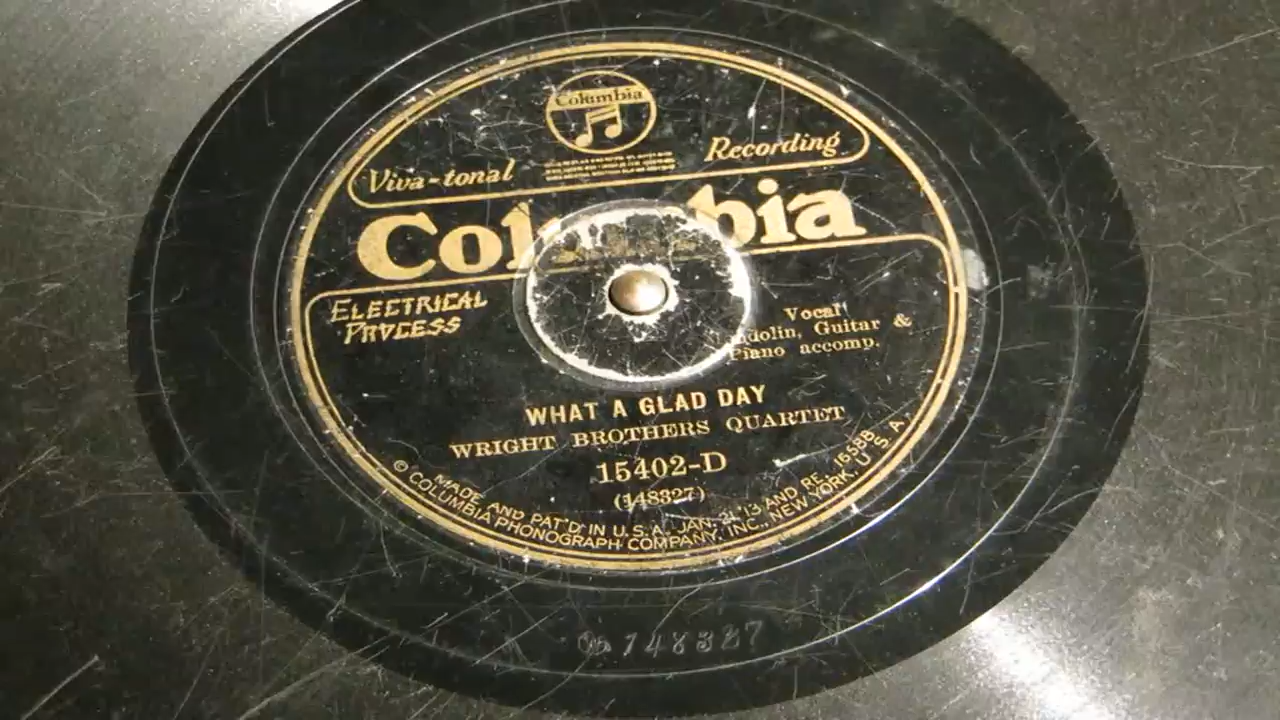 Columbia
Viva-tonal
Recording
Columbia
ELECTRICAL
PROCESS
Vocal
Guitar &
Piano accomp.
WHAT A GLAD DAY
WRIGHT BROTHERS QUARTET
15402-D
(148327)
MADE AND PAT'D IN U.S.A. JAN. 21 '13 AND RE. 16588
© COLUMBIA PHONOGRAPH COMPANY, INC., NEW YORK, U.S.A.
148327